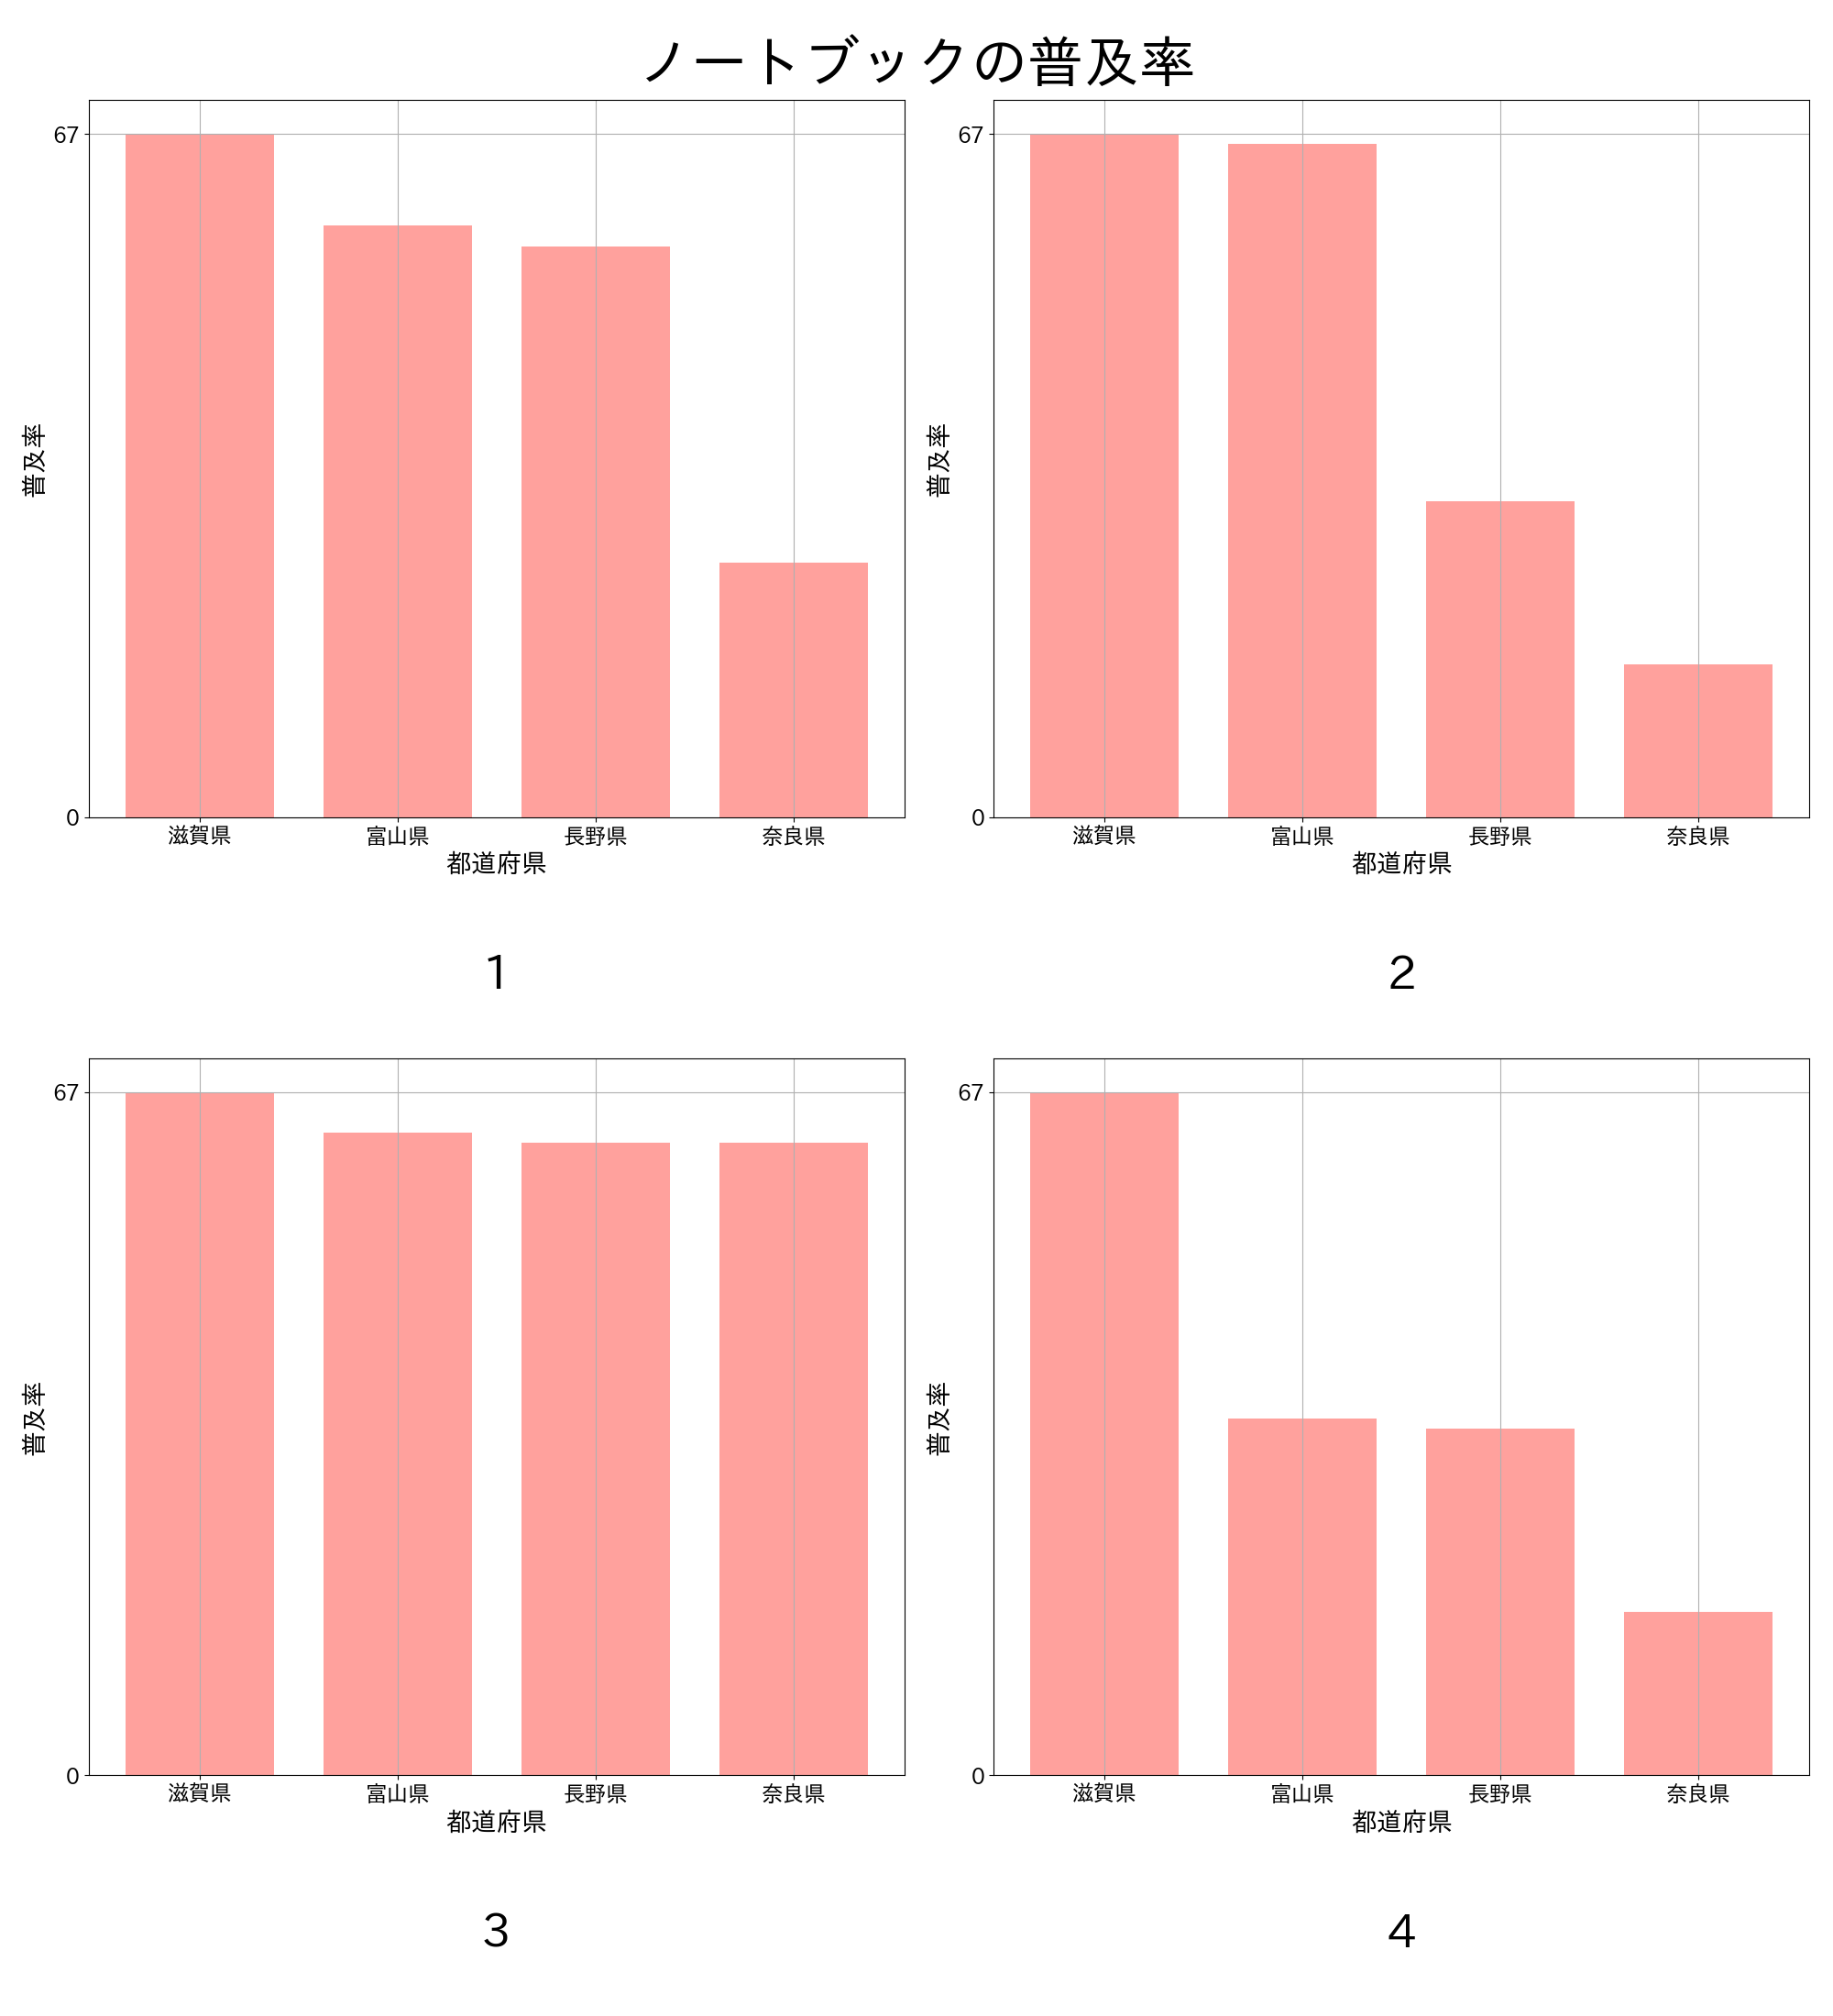 ノートブックの普及率
67
0
普及率
滋賀県 富山県 長野県 奈良県
都道府県
1
67
0
普及率
滋賀県 富山県 長野県 奈良県
都道府県
2
67
0
普及率
滋賀県 富山県 長野県 奈良県
都道府県
3
67
0
普及率
滋賀県 富山県 長野県 奈良県
都道府県
4